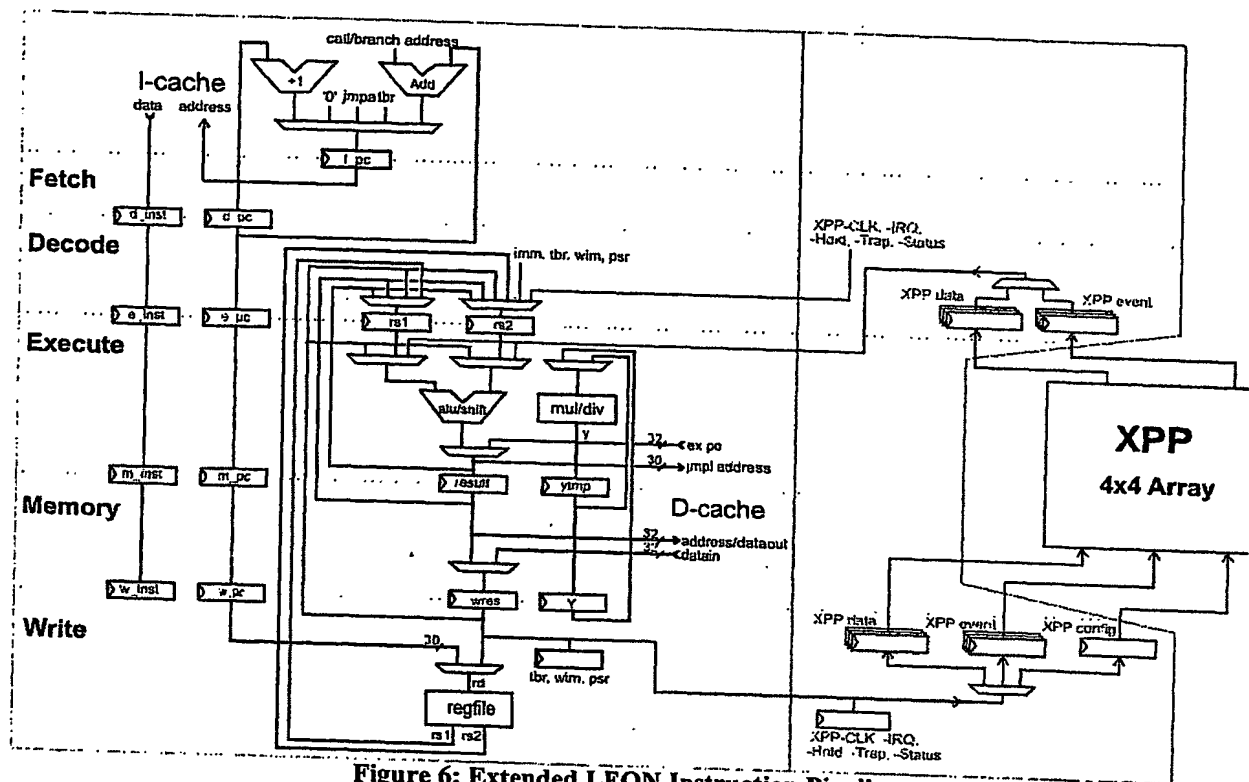 call/branch address
+1
Add
I-cache
data address
'0' jmpa tbr
f_pc
Fetch
d_inst
d_pc
Decode
XPP-CLK, -IRQ,
-Hold, -Trap, -Status
imm, tbr, wim, psr
XPP data
XPP event
e_inst
e_pc
rs1
rs2
Execute
alu/shift
mul/div
y
XPP
4x4 Array
32
ex pc
30
jmpl address
m_inst
m_pc
result
ytmp
Memory
D-cache
32
address/dataout
datain
w_inst
w_pc
wres
Y
Write
XPP data
XPP event
XPP config
30
tbr, wim, psr
rd
regfile
rs1 rs2
XPP-CLK -IRQ,
-Hold -Trap, -Status
Figure 6: Extended LEON Instruction